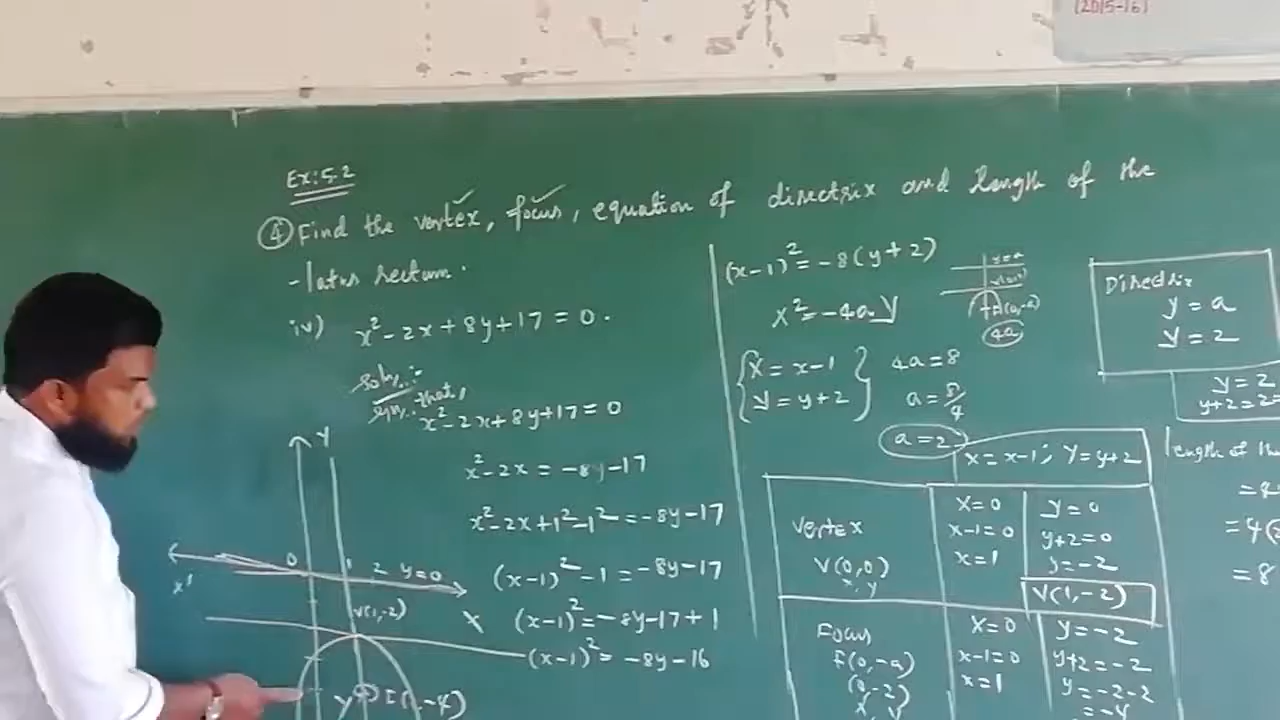 (2015-16)
Ex: 5.2
④ Find the vertex, focus, equation of directrix and length of the
- latus rectum.
iv) x² - 2x + 8y + 17 = 0.
Soln:-
that,
x² - 2x + 8y + 17 = 0
x² - 2x = -8y - 17
x² - 2x + 1² - 1² = -8y - 17
(x-1)² - 1 = -8y - 17
(x-1)² = -8y - 17 + 1
(x-1)² = -8y - 16
Y
0 1 2 y=0
x' x
V(1,-2)
(x-1)² = -8(y+2)
x² = -4ay
4a
X = x-1
Y = y+2
4a = 8
a = 8/4
a = 2
X = x-1; Y = y+2
Vertex
V(0,0)
x, y
X = 0
x-1 = 0
x = 1
Y = 0
y+2 = 0
y = -2
V(1,-2)
Focus
F(0,-a)
(0,-2)
X = 0
x-1 = 0
x = 1
Y = -2
y+2 = -2
y = -2-2
= -4
Directrix
y = a
Y = 2
Y = 2
y+2 = 2
length of the
= 8